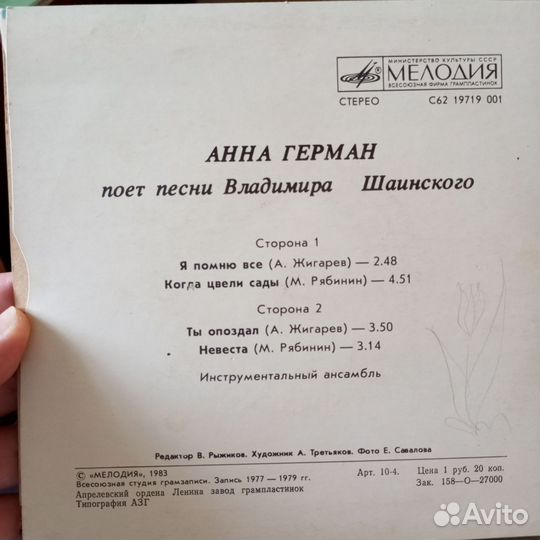 МИНИСТЕРСТВО КУЛЬТУРЫ СССР
МЕЛОДИЯ
ВСЕСОЮЗНАЯ ФИРМА ГРАМПЛАСТИНОК
СТЕРЕО С62 19719 001
АННА ГЕРМАН
поет песни Владимира Шаинского
Сторона 1
Я помню все (А. Жигарев) — 2.48
Когда цвели сады (М. Рябинин) — 4.51
Сторона 2
Ты опоздал (А. Жигарев) — 3.50
Невеста (М. Рябинин) — 3.14
Инструментальный ансамбль
Редактор В. Рыжиков. Художник А. Третьяков. Фото Е. Савалова
© «МЕЛОДИЯ», 1983 Арт. 10-4. Цена 1 руб. 20 коп.
Всесоюзная студия грамзаписи. Запись 1977 — 1979 гг. Зак. 158—О—27000
Апрелевский ордена Ленина завод грампластинок
Типография АЗГ
Avito